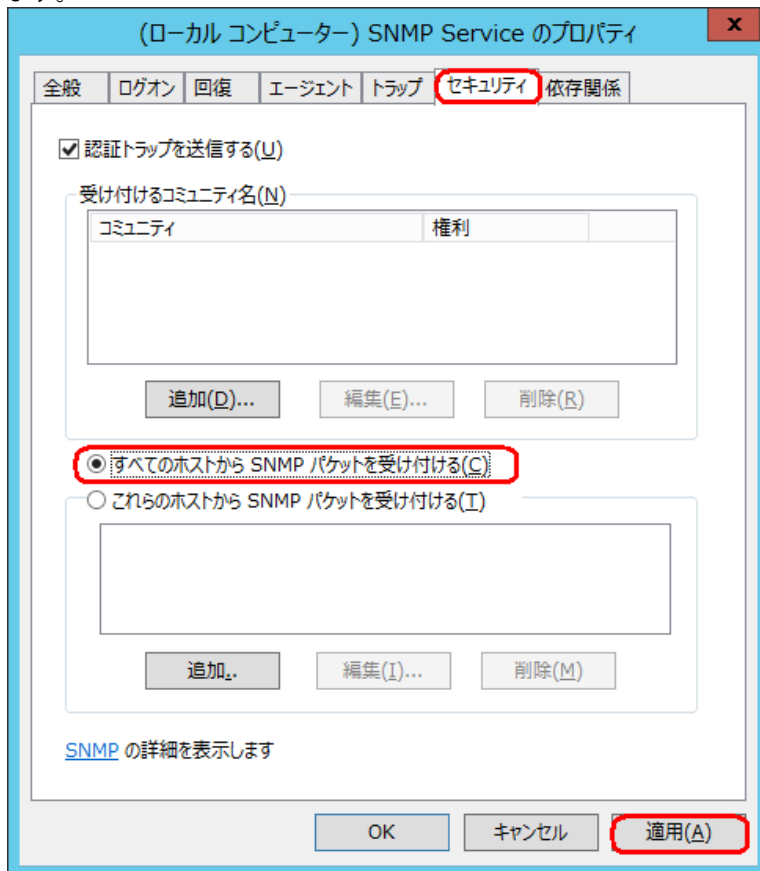 ます。
(ローカル コンピューター) SNMP Service のプロパティ x
全般 ログオン 回復 エージェント トラップ セキュリティ 依存関係
認証トラップを送信する(U)
受け付けるコミュニティ名(N)
コミュニティ 権利
追加(D)... 編集(E)... 削除(R)
すべてのホストから SNMP パケットを受け付ける(C)
これらのホストから SNMP パケットを受け付ける(T)
追加.. 編集(I)... 削除(M)
SNMP の詳細を表示します
OK キャンセル 適用(A)